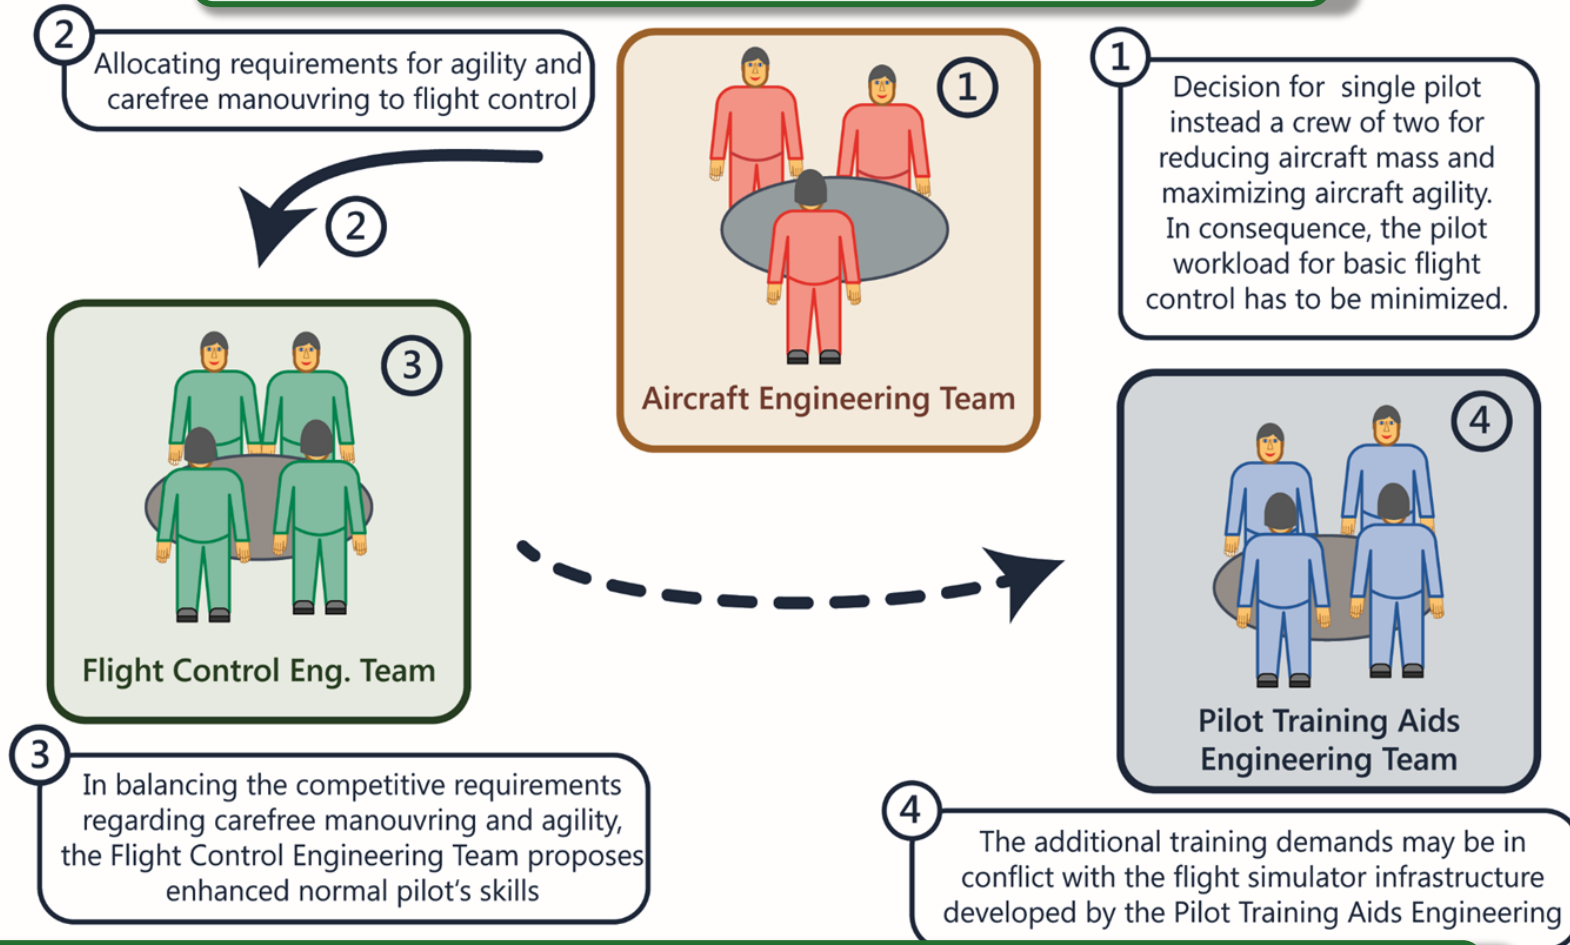 2
Allocating requirements for agility and
carefree manouvring to flight control
1
Aircraft Engineering Team
1
Decision for single pilot
instead a crew of two for
reducing aircraft mass and
maximizing aircraft agility.
In consequence, the pilot
workload for basic flight
control has to be minimized.
2
3
Flight Control Eng. Team
4
Pilot Training Aids
Engineering Team
3
In balancing the competitive requirements
regarding carefree manouvring and agility,
the Flight Control Engineering Team proposes
enhanced normal pilot's skills
4
The additional training demands may be in
conflict with the flight simulator infrastructure
developed by the Pilot Training Aids Engineering